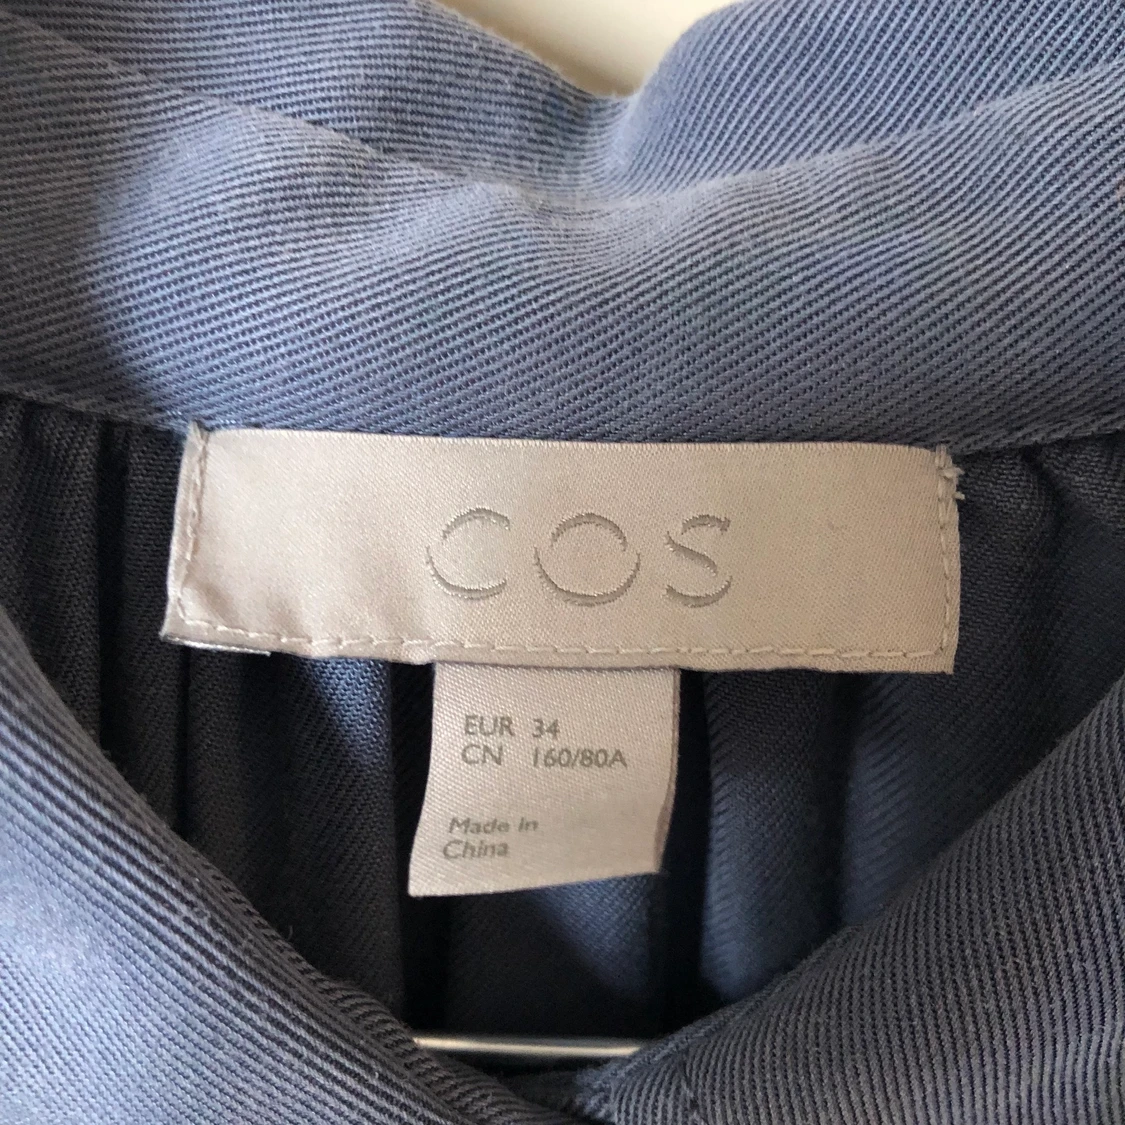 COS
EUR 34
CN 160/80A
Made in
China